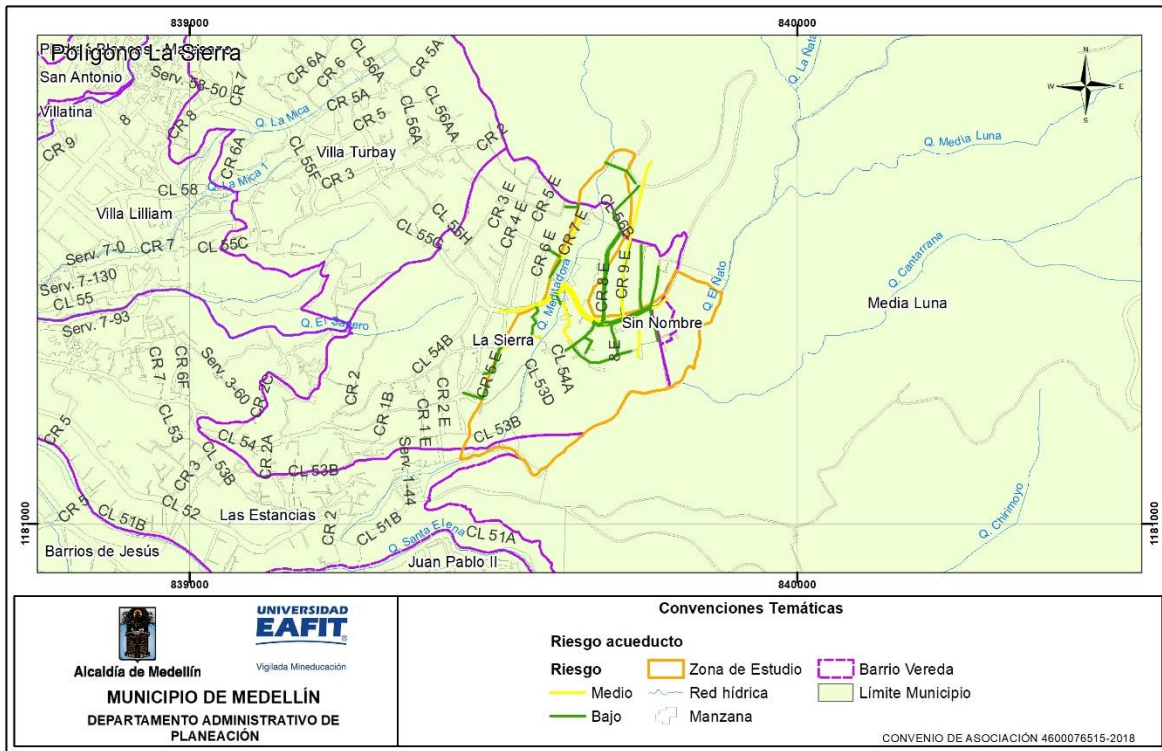 839000
840000
Polígono La Sierra
San Antonio
Villatina
Serv. 58-50
CR 7
CR 6A
CR 6
CL 56A
CR 5A
Q. La Mica
CR 5A
CR 5
CL 56A
CL 56AA
CR 2
8
CR 8
CR 9
CR 6A
Q. La Mica 1
CL 55F
Villa Turbay
CR 3
CL 58
Villa Lilliam
Serv. 7-0
CR 7
CL 55C
CL 55G
CL 55H
CR 3 E
CR 4 E
CR 5 E
CR 6 E
CR 7 E
CL 56B
CR 8 E
CR 9 E
Q. Meditadora
Q. La Ñata
Q. Media Luna
Q. Cantarrana
Q. El Ñato
Media Luna
Serv. 7-130
CL 55
Serv. 7-93
Q. El Sapero
La Sierra
Sin Nombre
8 E
CR 7
CR 6F
Serv. 3-60
CR 2C
CR 2
CL 54B
CR 5 E
CL 53D
CL 54A
CR 5
CL 53
CL 54
CR 2A
CR 1B
CR 1 E
CR 2 E
CL 53B
CR 3
CL 53B
CL 53B
Serv. 1-44
CR 5
CL 51B
CL 52
Las Estancias
CR 2
CL 51B
Q. Santa Elena
CL 51A
Q. Chirimoyo
Barrios de Jesús
Juan Pablo II
1181000
1181000
839000
840000
N
W E
S
Alcaldía de Medellín
UNIVERSIDAD
EAFIT
Vigilada Mineducación
MUNICIPIO DE MEDELLÍN
DEPARTAMENTO ADMINISTRATIVO DE
PLANEACIÓN
Convenciones Temáticas
Riesgo acueducto
Riesgo
Medio
Bajo
Zona de Estudio
Red hídrica
Manzana
Barrio Vereda
Límite Municipio
CONVENIO DE ASOCIACIÓN 4600076515-2018